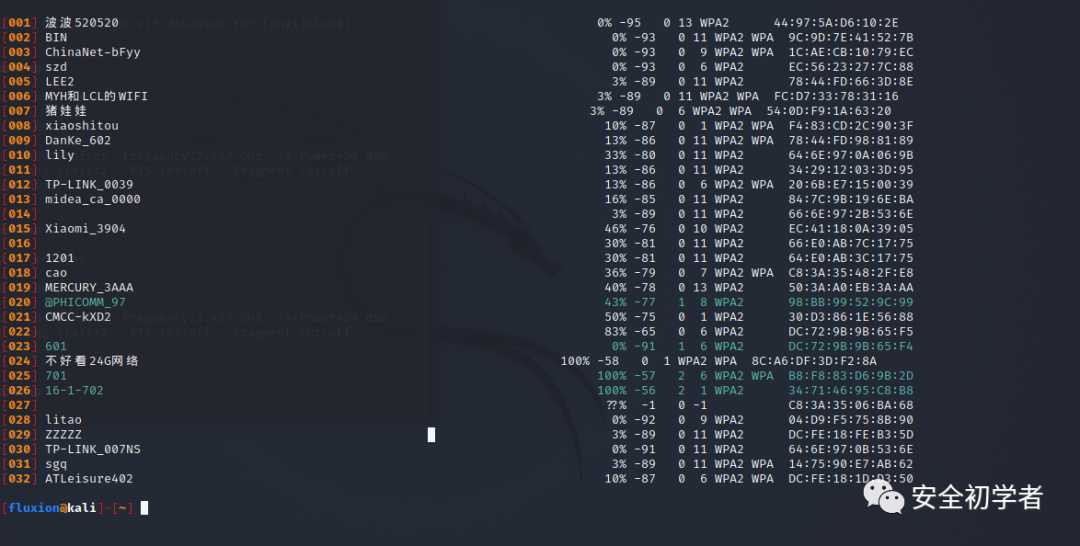 [001] 波波520520 0% -95 0 13 WPA2 44:97:5A:D6:10:2E
[002] BIN 0% -93 0 11 WPA2 WPA 9C:9D:7E:41:52:7B
[003] ChinaNet-bFyy 0% -93 0 9 WPA2 WPA 1C:AE:CB:10:79:EC
[004] szd 0% -93 0 6 WPA2 EC:56:23:27:7C:88
[005] LEE2 3% -89 0 11 WPA2 78:44:FD:66:3D:8E
[006] MYH和LCL的WIFI 3% -89 0 11 WPA2 WPA FC:D7:33:78:31:16
[007] 猪娃娃 3% -89 0 6 WPA2 WPA 54:0D:F9:1A:63:20
[008] xiaoshitou 10% -87 0 1 WPA2 WPA F4:83:CD:2C:90:3F
[009] DanKe_602 13% -86 0 11 WPA2 WPA 78:44:FD:98:81:89
[010] lily 33% -80 0 11 WPA2 64:6E:97:0A:06:9B
[011] 13% -86 0 11 WPA2 34:29:12:03:3D:95
[012] TP-LINK_0039 13% -86 0 6 WPA2 WPA 20:6B:E7:15:00:39
[013] midea_ca_0000 16% -85 0 11 WPA2 84:7C:9B:19:6E:BA
[014] 3% -89 0 11 WPA2 66:6E:97:2B:53:6E
[015] Xiaomi_3904 46% -76 0 10 WPA2 EC:41:18:0A:39:05
[016] 30% -81 0 11 WPA2 66:E0:AB:7C:17:75
[017] 1201 30% -81 0 11 WPA2 64:E0:AB:3C:17:75
[018] cao 36% -79 0 7 WPA2 WPA C8:3A:35:48:2F:E8
[019] MERCURY_3AAA 40% -78 0 13 WPA2 50:3A:A0:EB:3A:AA
[020] @PHICOMM_97 43% -77 1 8 WPA2 98:BB:99:52:9C:99
[021] CMCC-kXD2 50% -75 0 1 WPA2 30:D3:86:1E:56:88
[022] 83% -65 0 6 WPA2 DC:72:9B:9B:65:F5
[023] 601 0% -91 1 6 WPA2 DC:72:9B:9B:65:F4
[024] 不好看24G网络 100% -58 0 1 WPA2 WPA 8C:A6:DF:3D:F2:8A
[025] 701 100% -57 2 6 WPA2 WPA B8:F8:83:D6:9B:2D
[026] 16-1-702 100% -56 2 1 WPA2 34:71:46:95:C8:B8
[027] ??% -1 0 -1 C8:3A:35:06:BA:68
[028] litao 0% -92 0 9 WPA2 04:D9:F5:75:8B:90
[029] ZZZZZ 3% -89 0 11 WPA2 DC:FE:18:FE:B3:5D
[030] TP-LINK_007NS 0% -91 0 11 WPA2 64:6E:97:0B:53:6E
[031] sgq 3% -89 0 11 WPA2 WPA 14:75:90:E7:AB:62
[032] ATLeisure402 10% -87 0 6 WPA2 WPA DC:FE:18:1D:D3:50
[fluxion@kali]-[~]
安全初学者